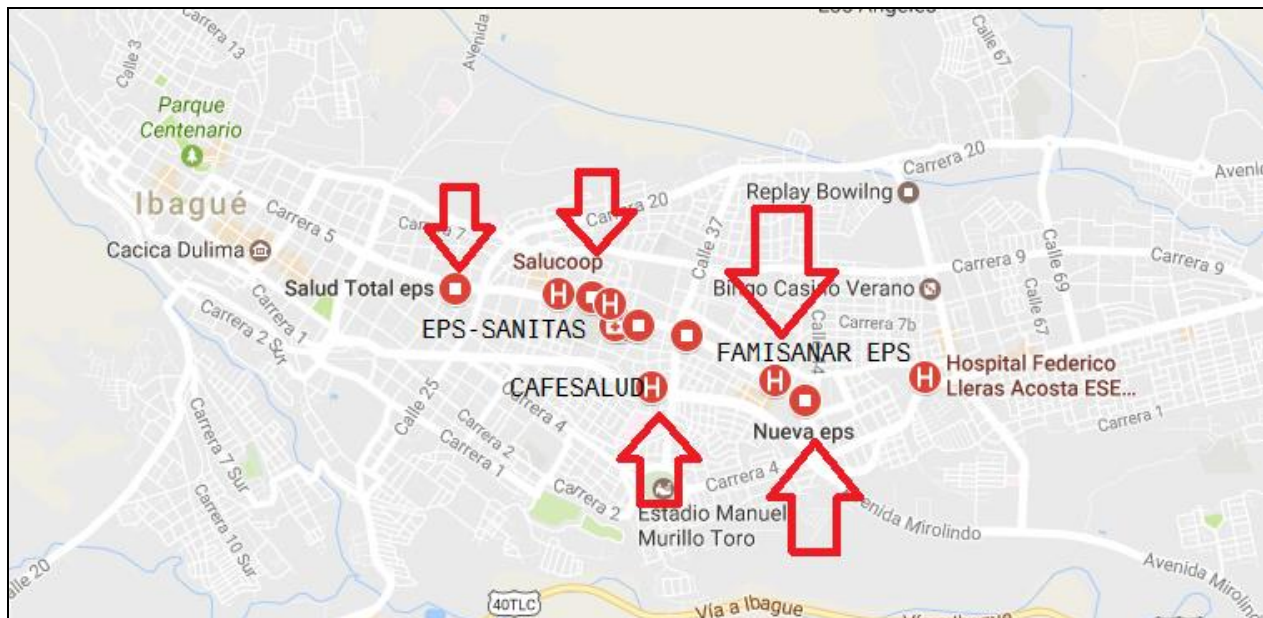 Los Angeles
Carrera 13
Calle 3
Avenida
Calle 67
Parque
Centenario
Carrera 20
Avenid
Ibagué
Carrera 5
Carrera 7
Carrera 20
Calle 37
Replay Bowilng
Calle 69
Cacica Dulima
Salucoop
Carrera 9
Carrera 9
Salud Total eps
Bingo Casino Verano
Carrera 1
Carrera 2 Sur
EPS-SANITAS
Carrera 7b
Calle 67
FAMISANAR EPS
Hospital Federico
Lleras Acosta ESE...
CAFESALUD
Calle 25
Carrera 4
Carrera 1
Nueva eps
Carrera 2
Carrera 1
Carrera 7 Sur
Carrera 4
Carrera 2
Carrera 10 Sur
Estadio Manuel
Murillo Toro
Avenida Mirolindo
Avenida Mirolindo
Calle 20
40TLC
Vía a Ibague